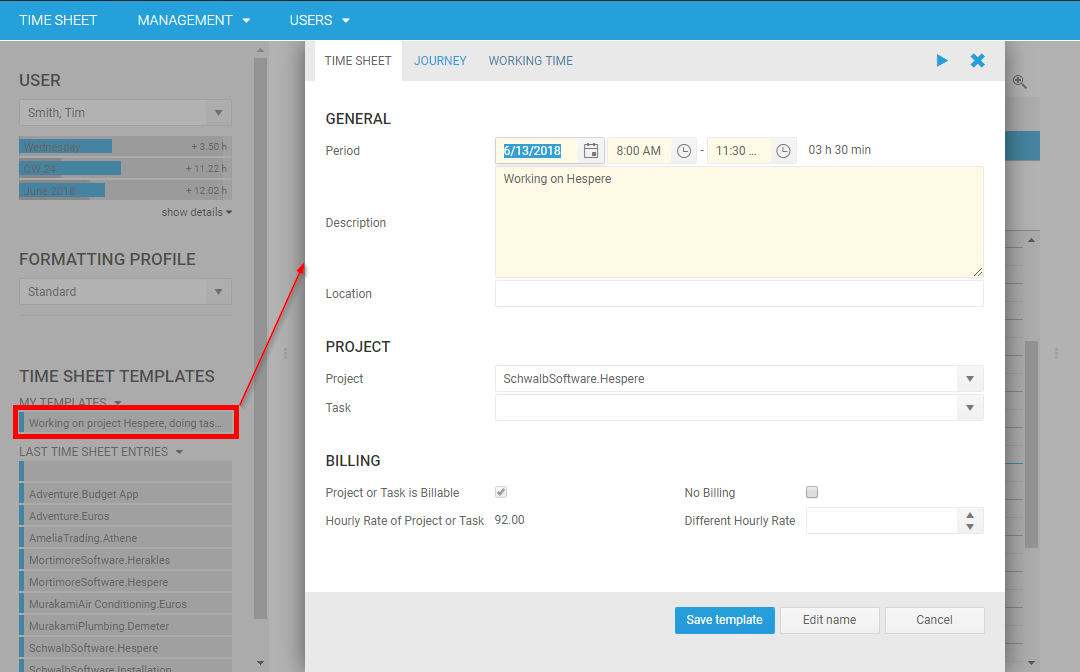 TIME SHEET MANAGEMENT USERS
USER
Smith, Tim
Wednesday + 3.50 h
CW 24 + 11.22 h
June 2018 + 12.02 h
show details
FORMATTING PROFILE
Standard
TIME SHEET TEMPLATES
MY TEMPLATES
Working on project Hespere, doing tas...
LAST TIME SHEET ENTRIES
Adventure.Budget App
Adventure.Euros
AmeliaTrading.Athene
MortimoreSoftware.Herakles
MortimoreSoftware.Hespere
MurakamiAir Conditioning.Euros
MurakamiPlumbing.Demeter
SchwalbSoftware.Hespere
SchwalbSoftware.Installation
TIME SHEET JOURNEY WORKING TIME
GENERAL
Period 6/13/2018 8:00 AM - 11:30 ... 03 h 30 min
Working on Hespere
Description
Location
PROJECT
Project SchwalbSoftware.Hespere
Task
BILLING
Project or Task is Billable No Billing
Hourly Rate of Project or Task 92.00 Different Hourly Rate
Save template Edit name Cancel